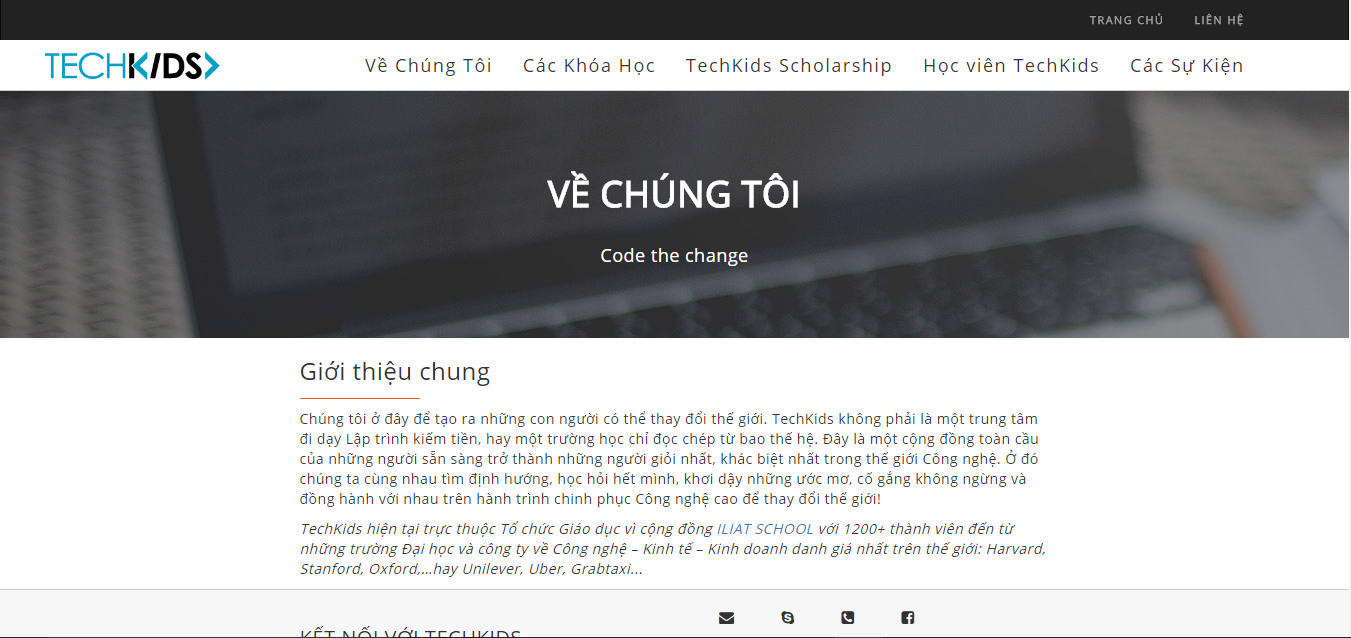 TRANG CHỦ LIÊN HỆ
TECHKIDS
Về Chúng Tôi Các Khóa Học TechKids Scholarship Học viên TechKids Các Sự Kiện
VỀ CHÚNG TÔI
Code the change
Giới thiệu chung
Chúng tôi ở đây để tạo ra những con người có thể thay đổi thế giới. TechKids không phải là một trung tâm
đi dạy Lập trình kiếm tiền, hay một trường học chỉ đọc chép từ bao thế hệ. Đây là một cộng đồng toàn cầu
của những người sẵn sàng trở thành những người giỏi nhất, khác biệt nhất trong thế giới Công nghệ. Ở đó
chúng ta cùng nhau tìm định hướng, học hỏi hết mình, khơi dậy những ước mơ, cố gắng không ngừng và
đồng hành với nhau trên hành trình chinh phục Công nghệ cao để thay đổi thế giới!
TechKids hiện tại trực thuộc Tổ chức Giáo dục vì cộng đồng ILIAT SCHOOL với 1200+ thành viên đến từ
những trường Đại học và công ty về Công nghệ – Kinh tế – Kinh doanh danh giá nhất trên thế giới: Harvard,
Stanford, Oxford,...hay Unilever, Uber, Grabtaxi...
KẾT NỐI VỚI TECHKIDS